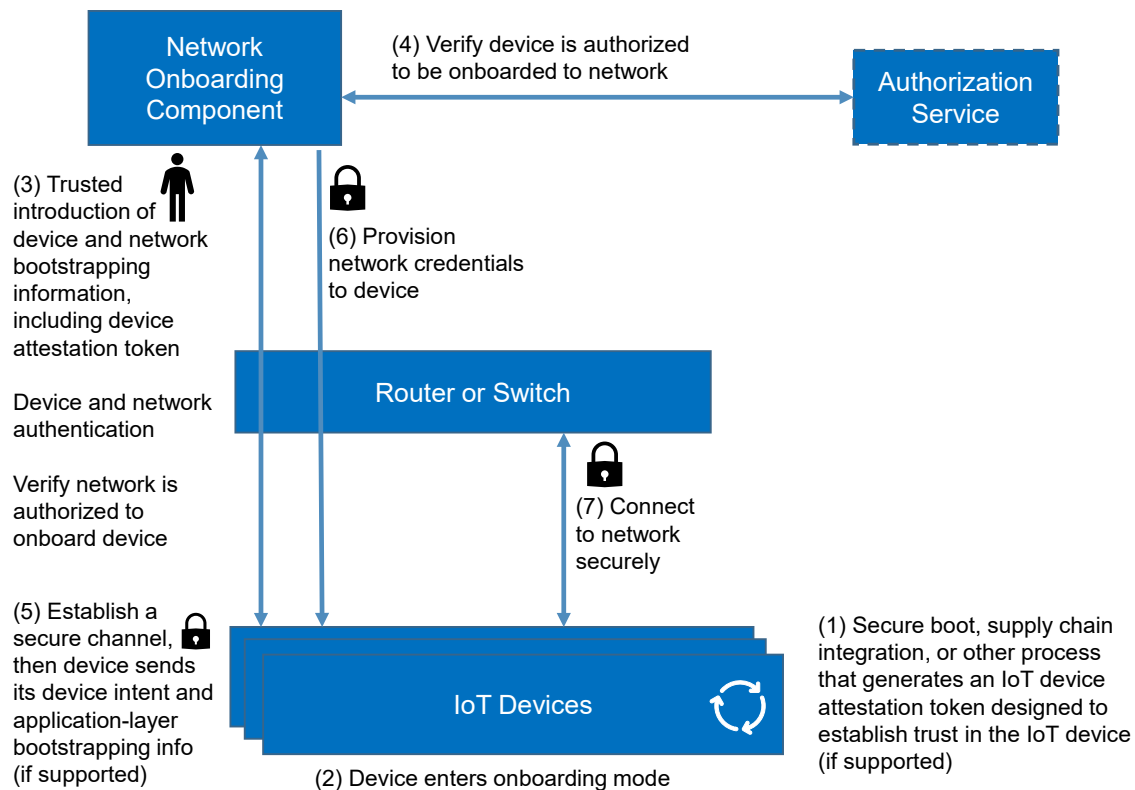 Network
Onboarding
Component
(4) Verify device is authorized
to be onboarded to network
Authorization
Service
(3) Trusted
introduction of
device and network
bootstrapping
information,
including device
attestation token
Device and network
authentication
Verify network is
authorized to
onboard device
(6) Provision
network credentials
to device
Router or Switch
(7) Connect
to network
securely
(5) Establish a
secure channel,
then device sends
its device intent and
application-layer
bootstrapping info
(if supported)
IoT Devices
(1) Secure boot, supply chain
integration, or other process
that generates an IoT device
attestation token designed to
establish trust in the IoT device
(if supported)
(2) Device enters onboarding mode